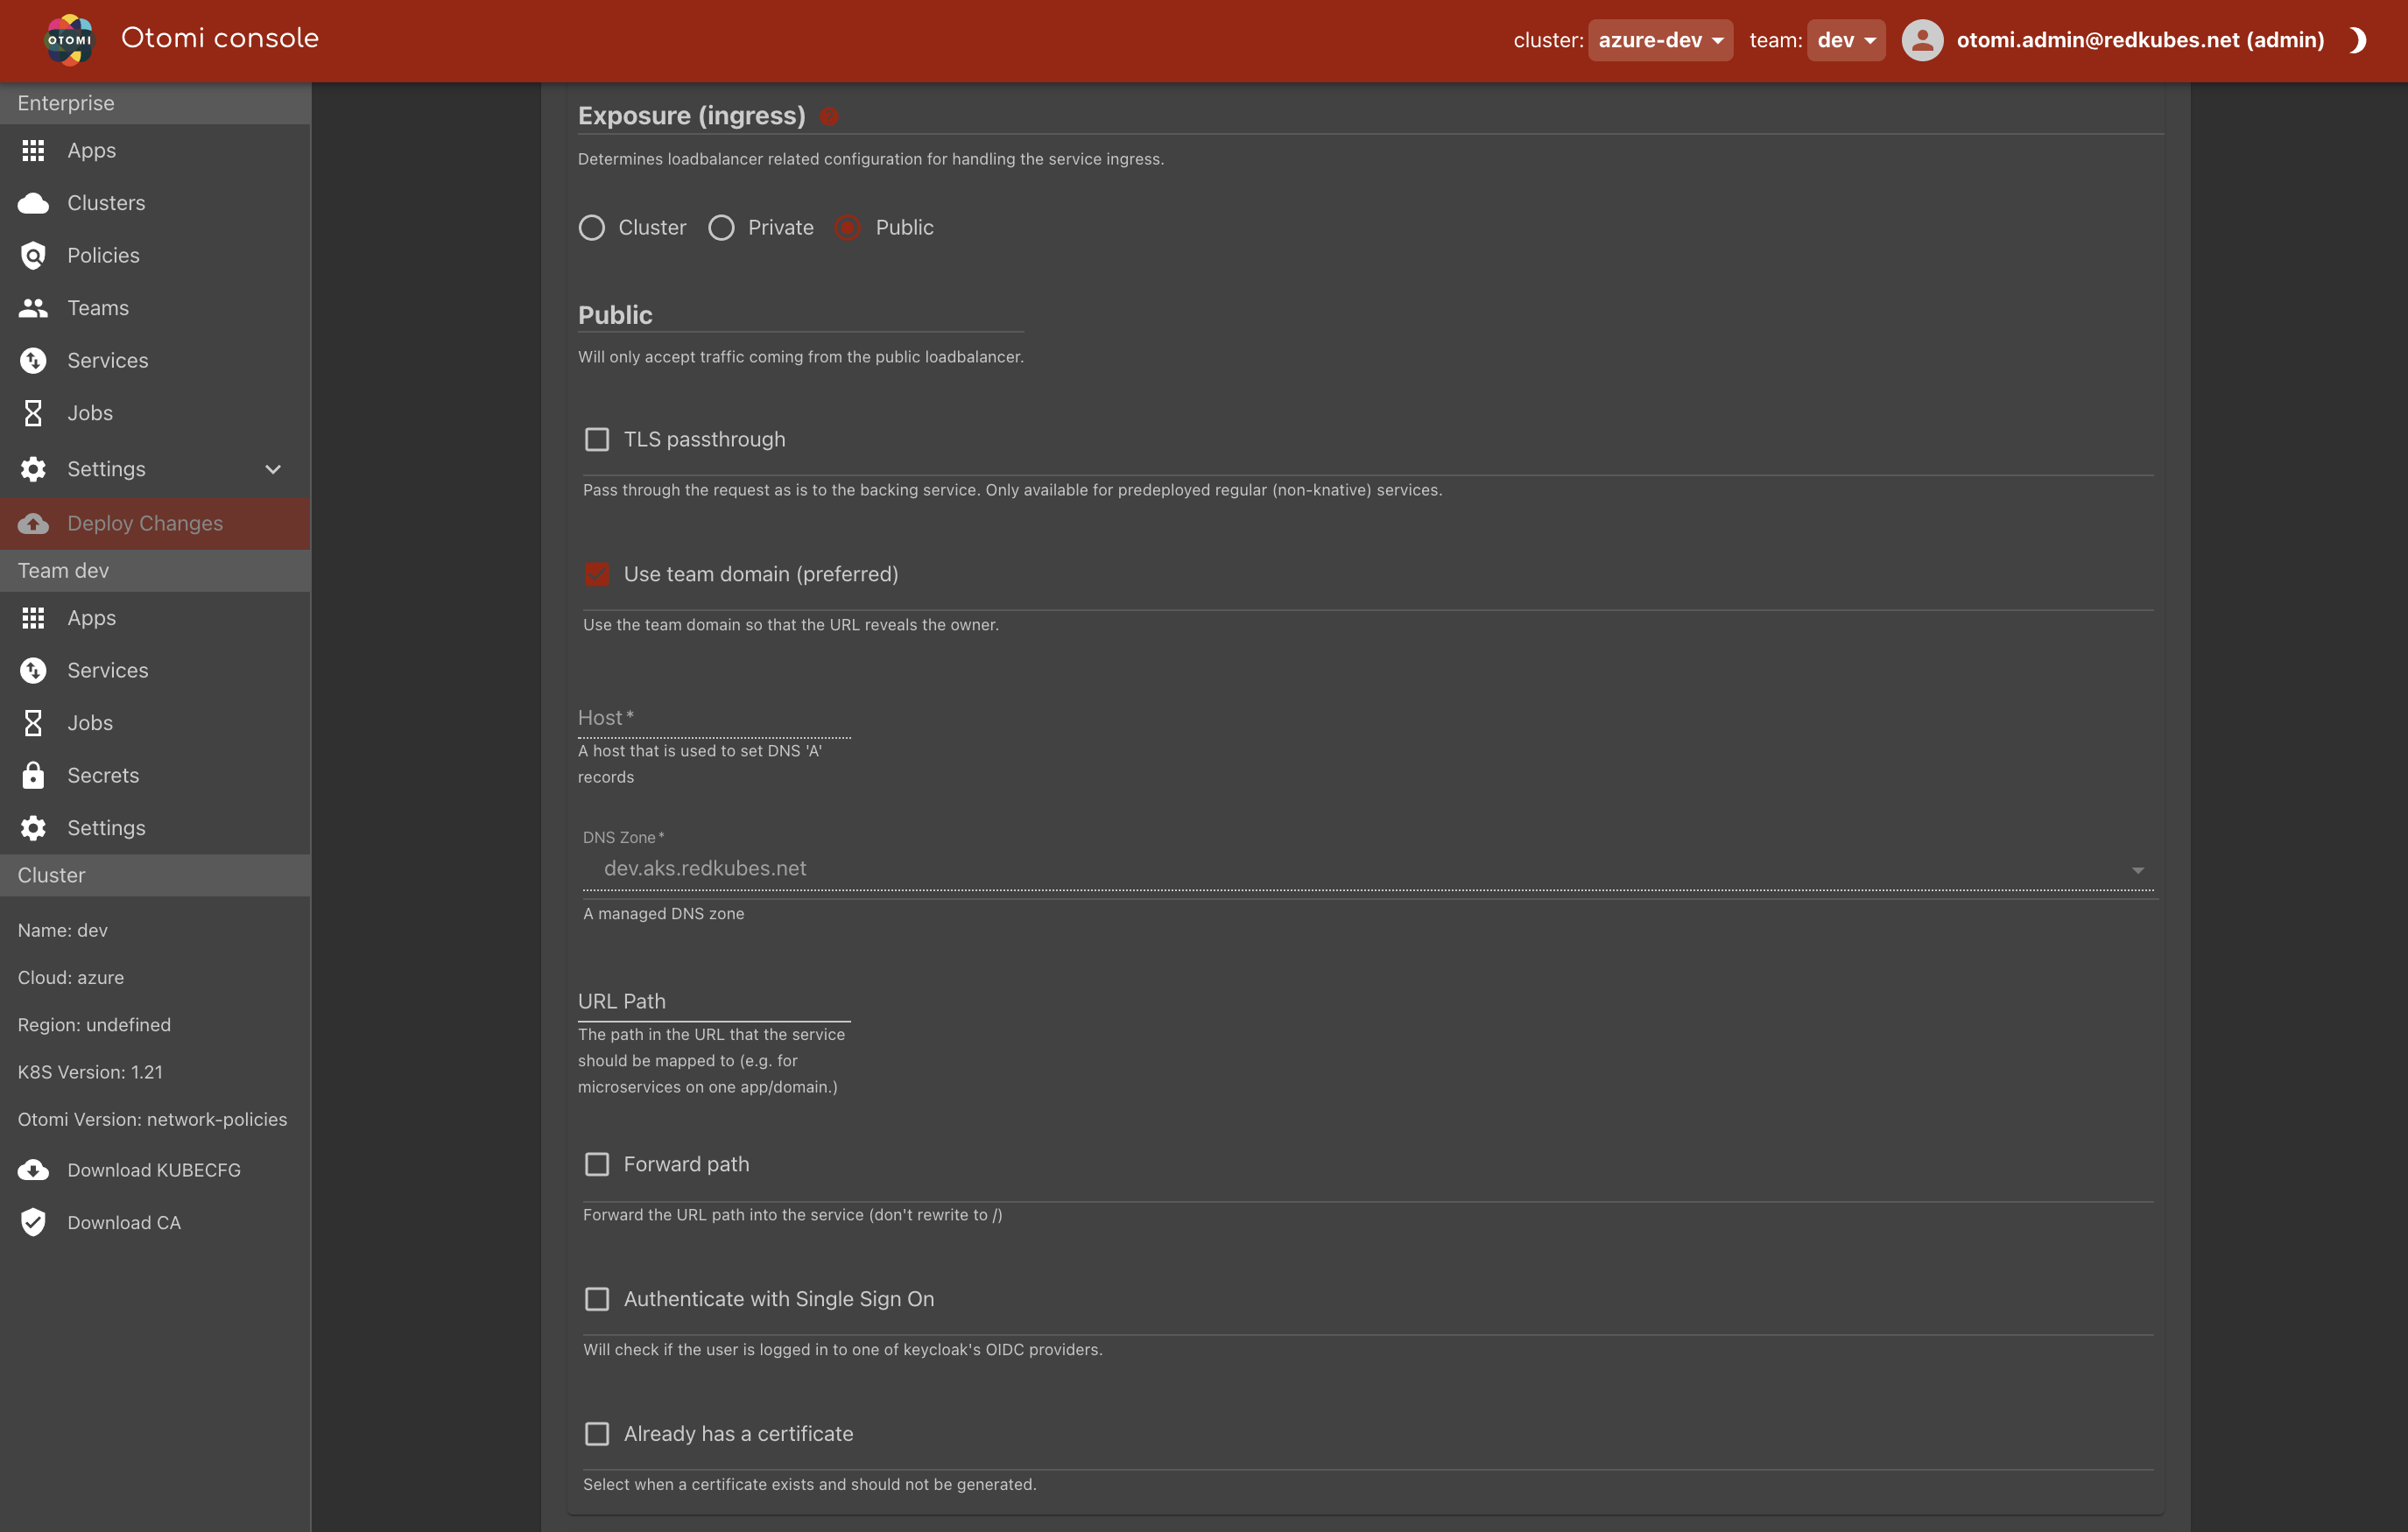 OTOMI
Otomi console
cluster: azure-dev team: dev otomi.admin@redkubes.net (admin)
Enterprise
Apps
Clusters
Policies
Teams
Services
Jobs
Settings
Deploy Changes
Team dev
Apps
Services
Jobs
Secrets
Settings
Cluster
Name: dev
Cloud: azure
Region: undefined
K8S Version: 1.21
Otomi Version: network-policies
Download KUBECFG
Download CA
Exposure (ingress) ?
Determines loadbalancer related configuration for handling the service ingress.
Cluster Private Public
Public
Will only accept traffic coming from the public loadbalancer.
TLS passthrough
Pass through the request as is to the backing service. Only available for predeployed regular (non-knative) services.
Use team domain (preferred)
Use the team domain so that the URL reveals the owner.
Host *
A host that is used to set DNS 'A'
records
DNS Zone *
dev.aks.redkubes.net
A managed DNS zone
URL Path
The path in the URL that the service
should be mapped to (e.g. for
microservices on one app/domain.)
Forward path
Forward the URL path into the service (don't rewrite to /)
Authenticate with Single Sign On
Will check if the user is logged in to one of keycloak's OIDC providers.
Already has a certificate
Select when a certificate exists and should not be generated.